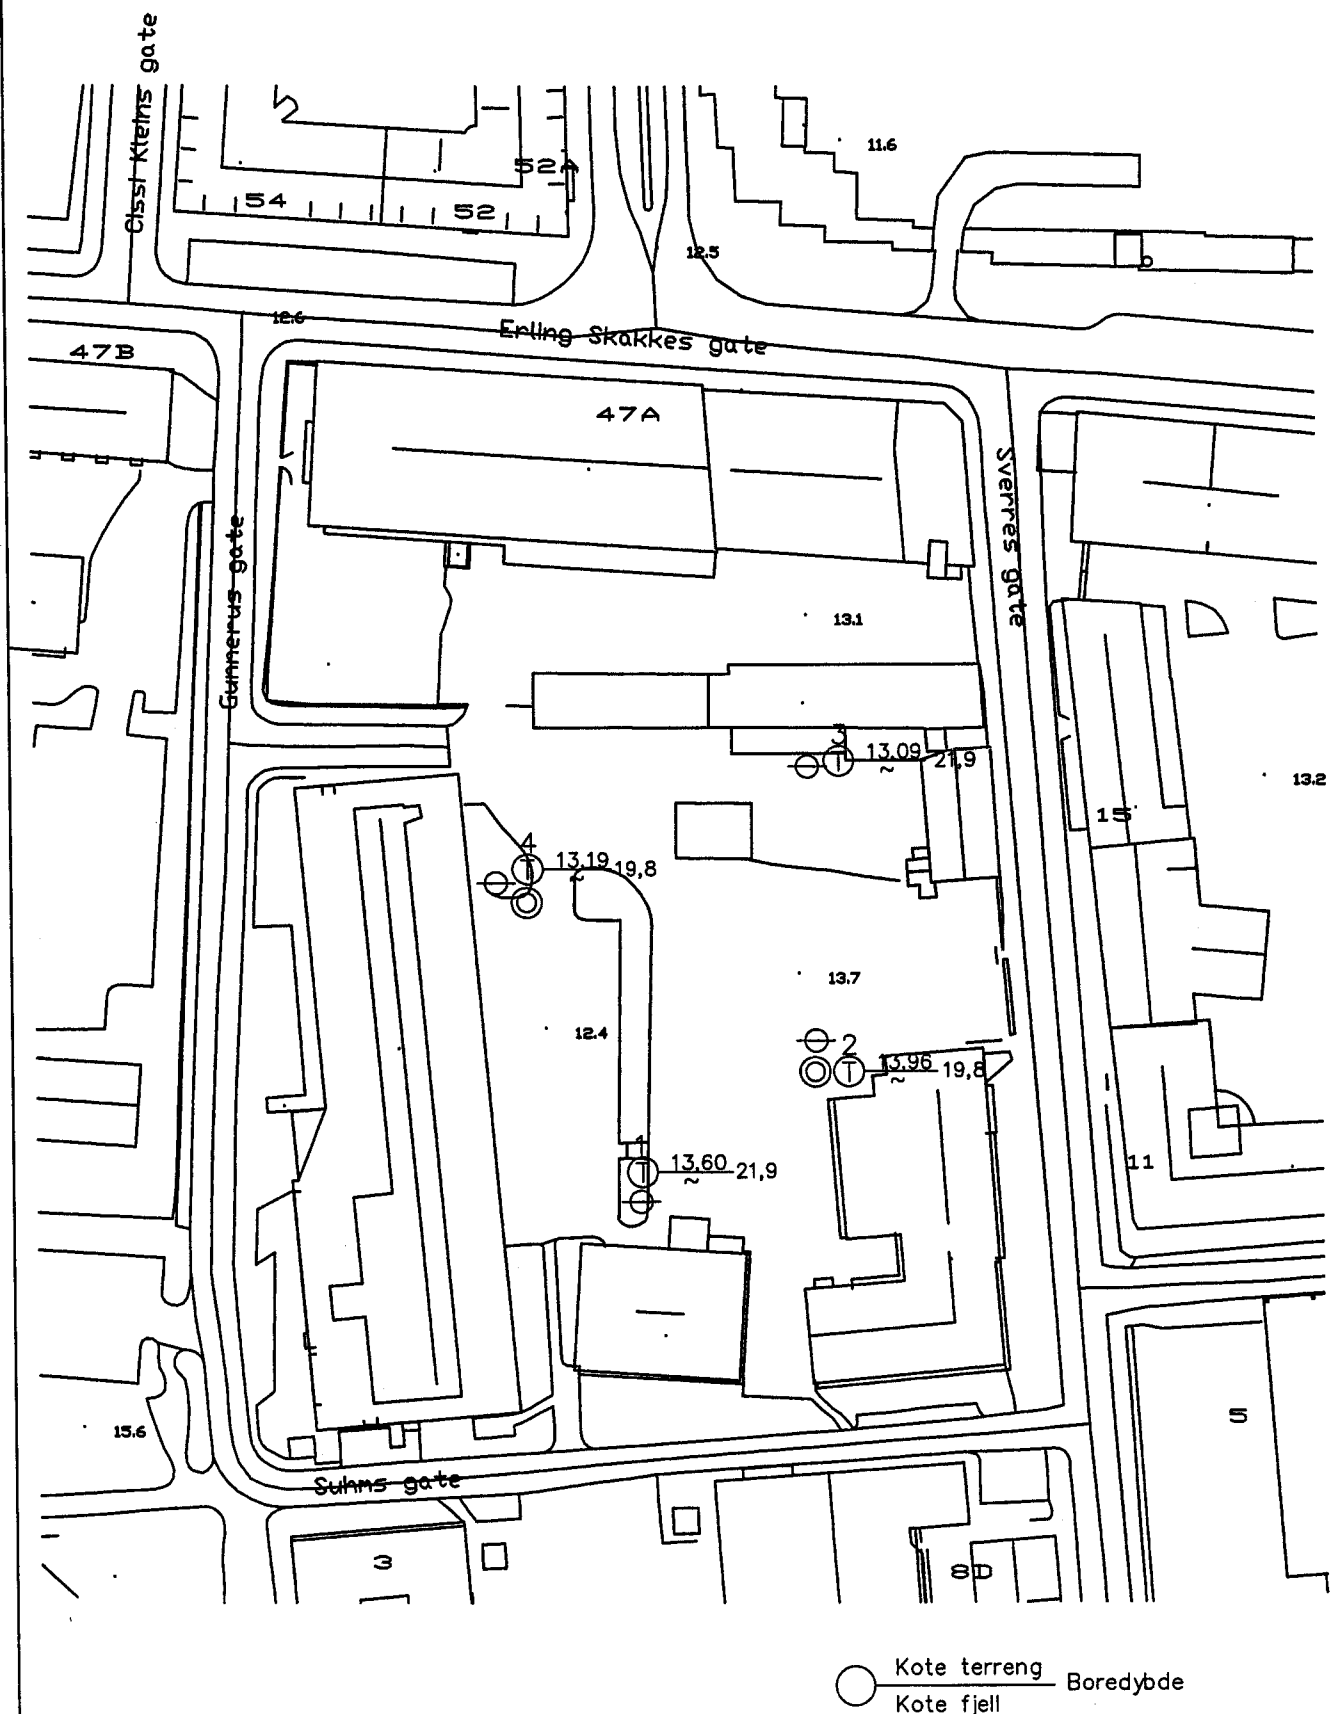 Cissi Kleins gate
11.6
52A
54
52
12.5
12.6
Erling Skakkes gate
47B
47A
Sverres gate
Gunnerus gate
13.1
3
T 13.09 21,9
~
13.2
15
4
T 13.19 19,8
~
13.7
12.4
2
T 13.96 19,8
~
1
T 13.60 21,9
~
11
5
15.6
Suhms gate
3
8D
Kote terreng
Boredybde
Kote fjell